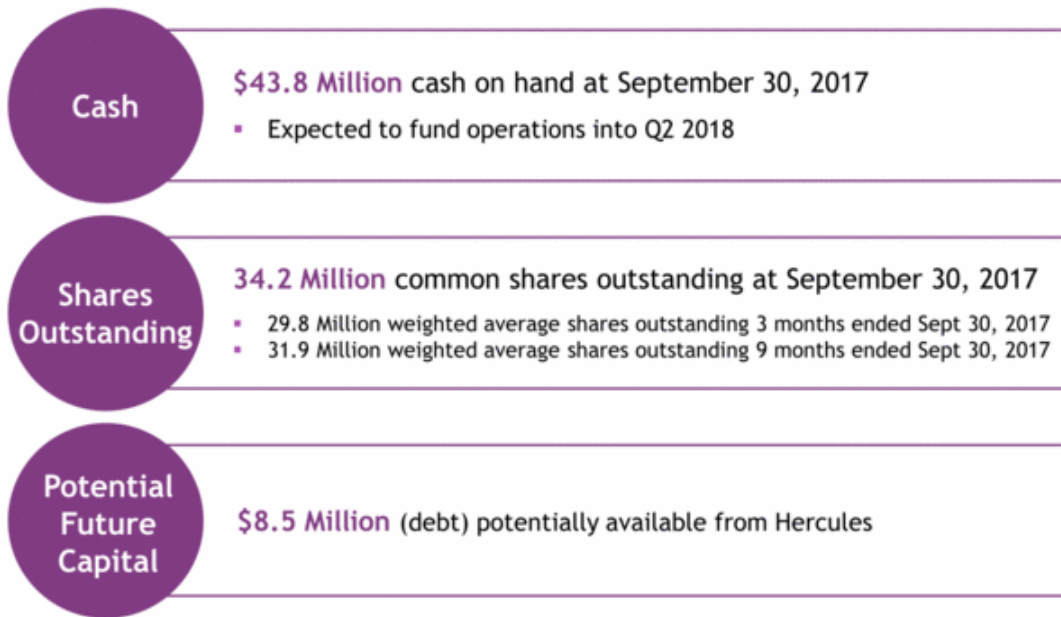 Cash
$43.8 Million cash on hand at September 30, 2017
▪ Expected to fund operations into Q2 2018
Shares
Outstanding
34.2 Million common shares outstanding at September 30, 2017
▪ 29.8 Million weighted average shares outstanding 3 months ended Sept 30, 2017
▪ 31.9 Million weighted average shares outstanding 9 months ended Sept 30, 2017
Potential
Future
Capital
$8.5 Million (debt) potentially available from Hercules